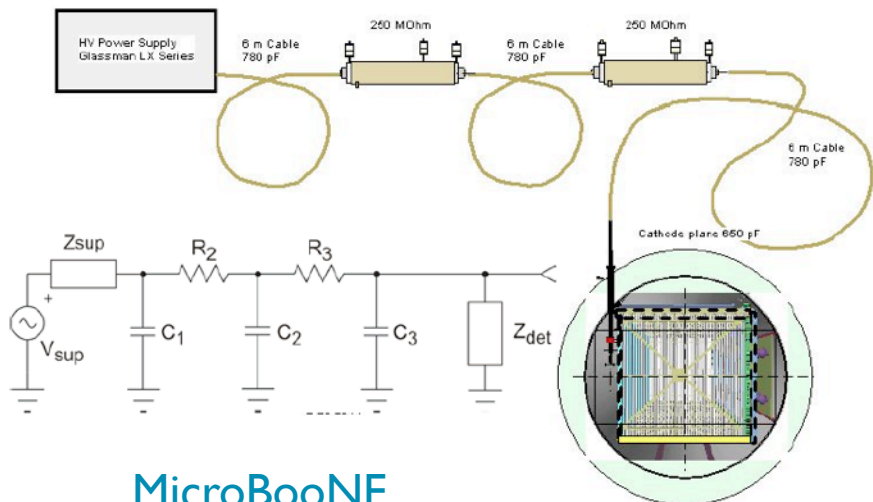 HV Power Supply
Glassman LX Series
6 m Cable
780 pF
250 MOhm
6 m Cable
780 pF
250 MOhm
6 m Cable
780 pF
Cathode plane 650 pF
Zsup
R2
R3
+
Vsup
C1
C2
C3
Zdet
MicroBooNE